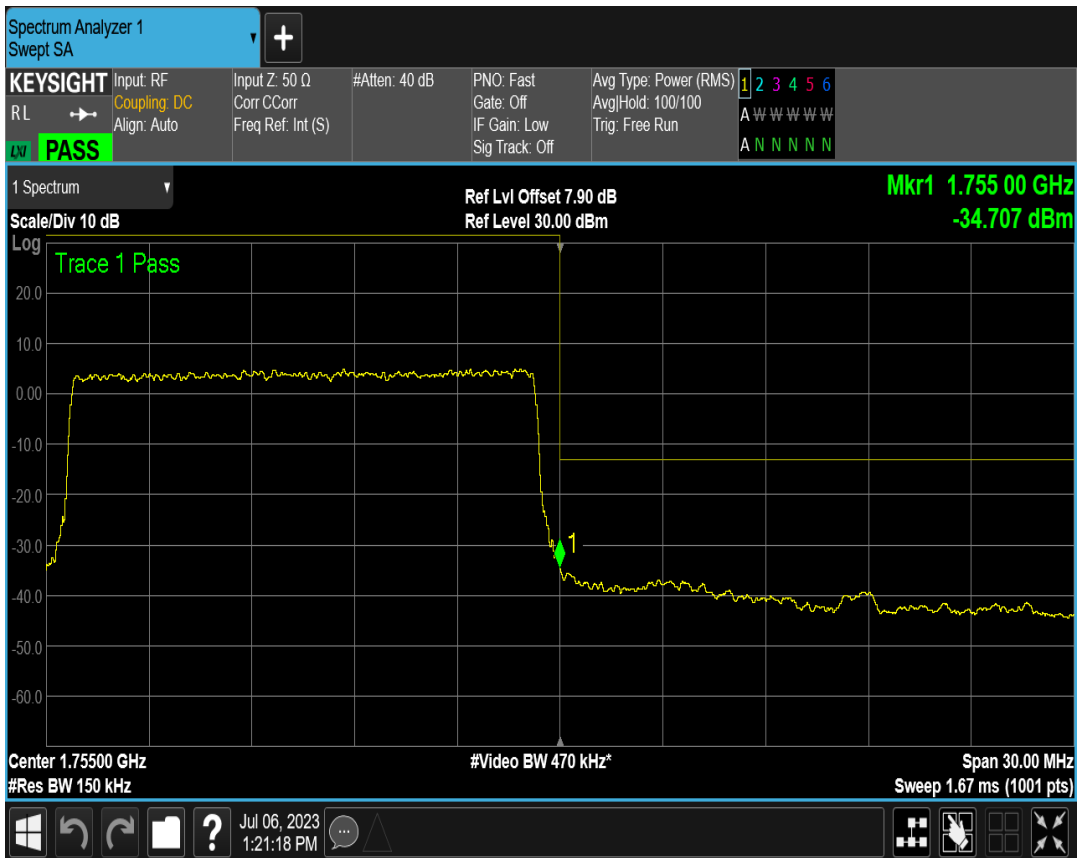 Spectrum Analyzer 1
Swept SA
KEYSIGHT
RL
LXI
PASS
Input: RF
Coupling: DC
Align: Auto
Input Z: 50 Ω
Corr CCorr
Freq Ref: Int (S)
#Atten: 40 dB
PNO: Fast
Gate: Off
IF Gain: Low
Sig Track: Off
Avg Type: Power (RMS)
Avg|Hold: 100/100
Trig: Free Run
1 2 3 4 5 6
A W W W W W
A N N N N N
1 Spectrum
Scale/Div 10 dB
Ref Lvl Offset 7.90 dB
Ref Level 30.00 dBm
Mkr1 1.755 00 GHz
-34.707 dBm
Log
Trace 1 Pass
20.0
10.0
0.00
-10.0
-20.0
-30.0
1
-40.0
-50.0
-60.0
Center 1.75500 GHz
#Res BW 150 kHz
#Video BW 470 kHz*
Span 30.00 MHz
Sweep 1.67 ms (1001 pts)
?
Jul 06, 2023
1:21:18 PM